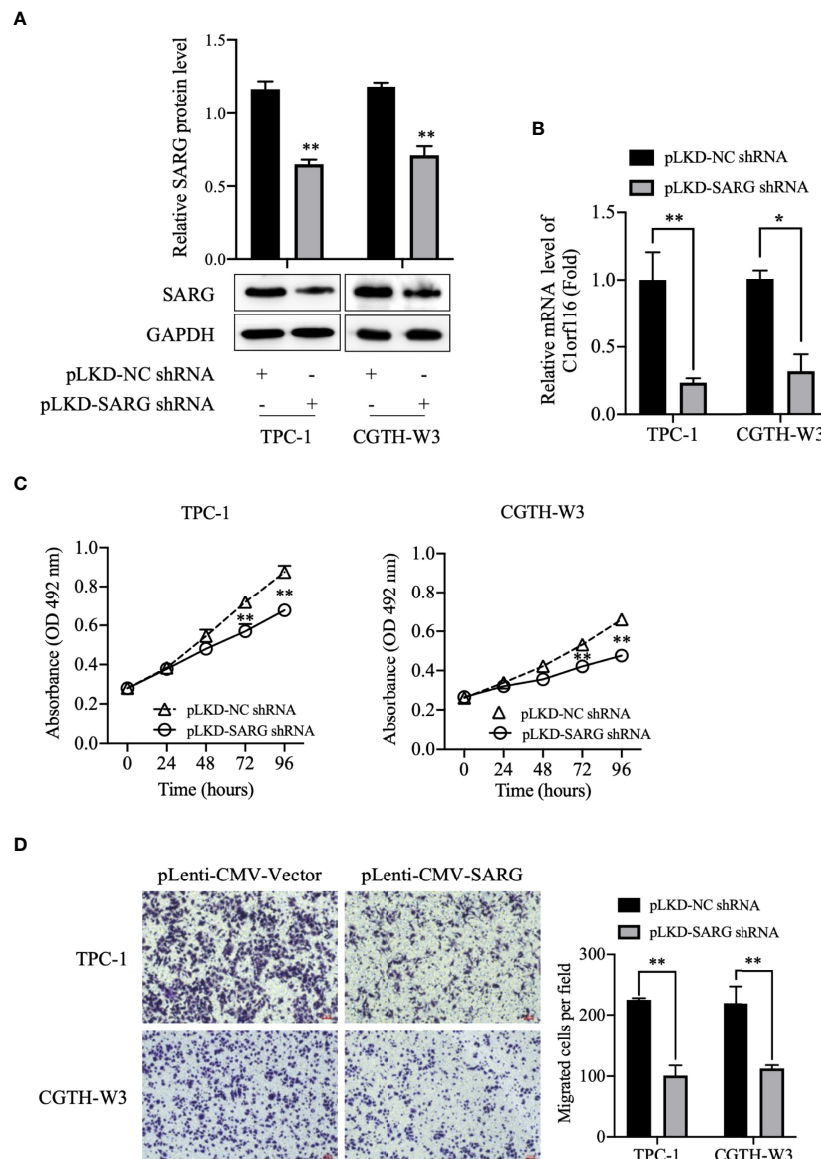 A
Relative SARG protein level
1.5
1.0
0.5
0.0
**
**
SARG
GAPDH
pLKD-NC shRNA + - + -
pLKD-SARG shRNA - + - +
TPC-1 CGTH-W3
B
pLKD-NC shRNA
pLKD-SARG shRNA
Relative mRNA level of
C1orf116 (Fold)
1.5
1.0
0.5
0.0
**
*
TPC-1 CGTH-W3
C
TPC-1
Absorbance (OD 492 nm)
1.0
0.8
0.6
0.4
0.2
0.0
**
**
pLKD-NC shRNA
pLKD-SARG shRNA
0 24 48 72 96
Time (hours)
CGTH-W3
Absorbance (OD 492 nm)
1.0
0.8
0.6
0.4
0.2
0.0
**
**
pLKD-NC shRNA
pLKD-SARG shRNA
0 24 48 72 96
Time (hours)
D
pLenti-CMV-Vector pLenti-CMV-SARG
TPC-1
CGTH-W3
pLKD-NC shRNA
pLKD-SARG shRNA
Migrated cells per field
300
200
100
0
**
**
TPC-1 CGTH-W3